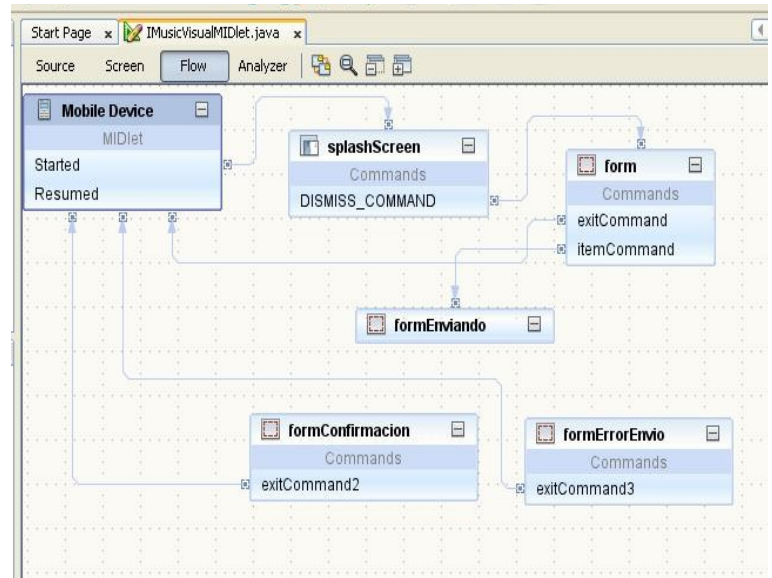 Start Page x IMusicVisualMIDlet.java x
Source Screen Flow Analyzer
Mobile Device
MIDlet
Started
Resumed
splashScreen
Commands
DISMISS_COMMAND
form
Commands
exitCommand
itemCommand
formEnviando
formConfirmacion
Commands
exitCommand2
formErrorEnvio
Commands
exitCommand3